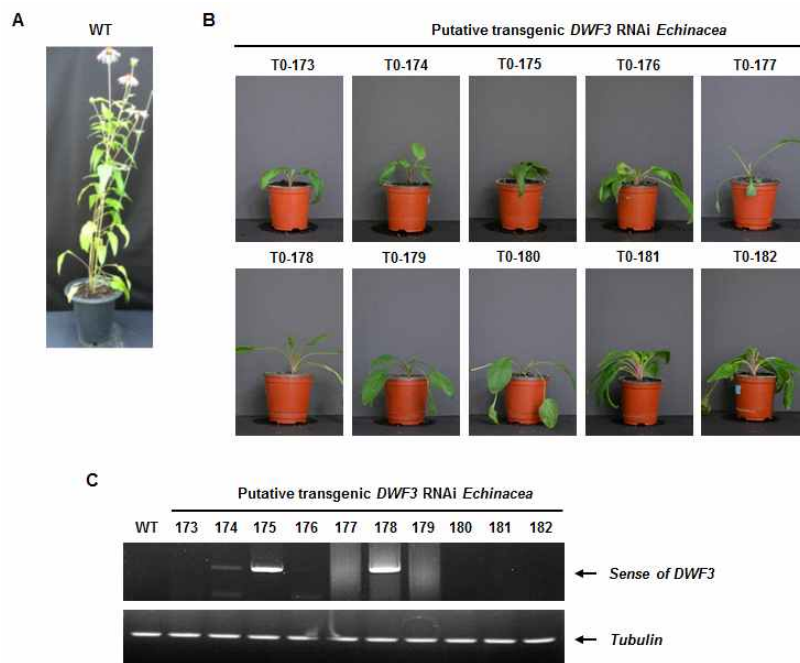 A
WT
B
Putative transgenic DWF3 RNAi Echinacea
T0-173 T0-174 T0-175 T0-176 T0-177
T0-178 T0-179 T0-180 T0-181 T0-182
C
Putative transgenic DWF3 RNAi Echinacea
WT 173 174 175 176 177 178 179 180 181 182
Sense of DWF3
Tubulin